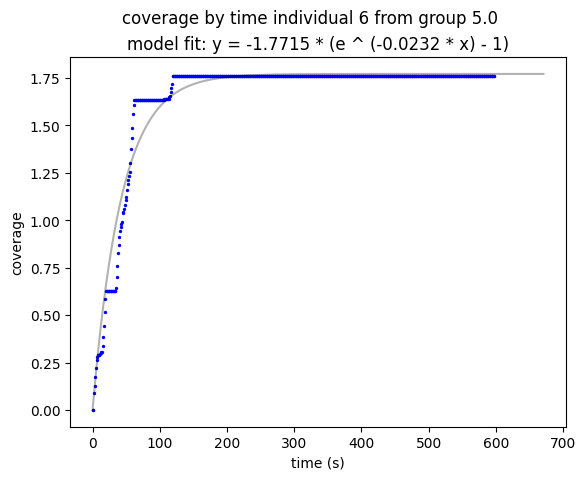 coverage by time individual 6 from group 5.0
model fit: y = -1.7715 * (e ^ (-0.0232 * x) - 1)
1.75
1.50
1.25
1.00
0.75
0.50
0.25
0.00
coverage
0 100 200 300 400 500 600 700
time (s)